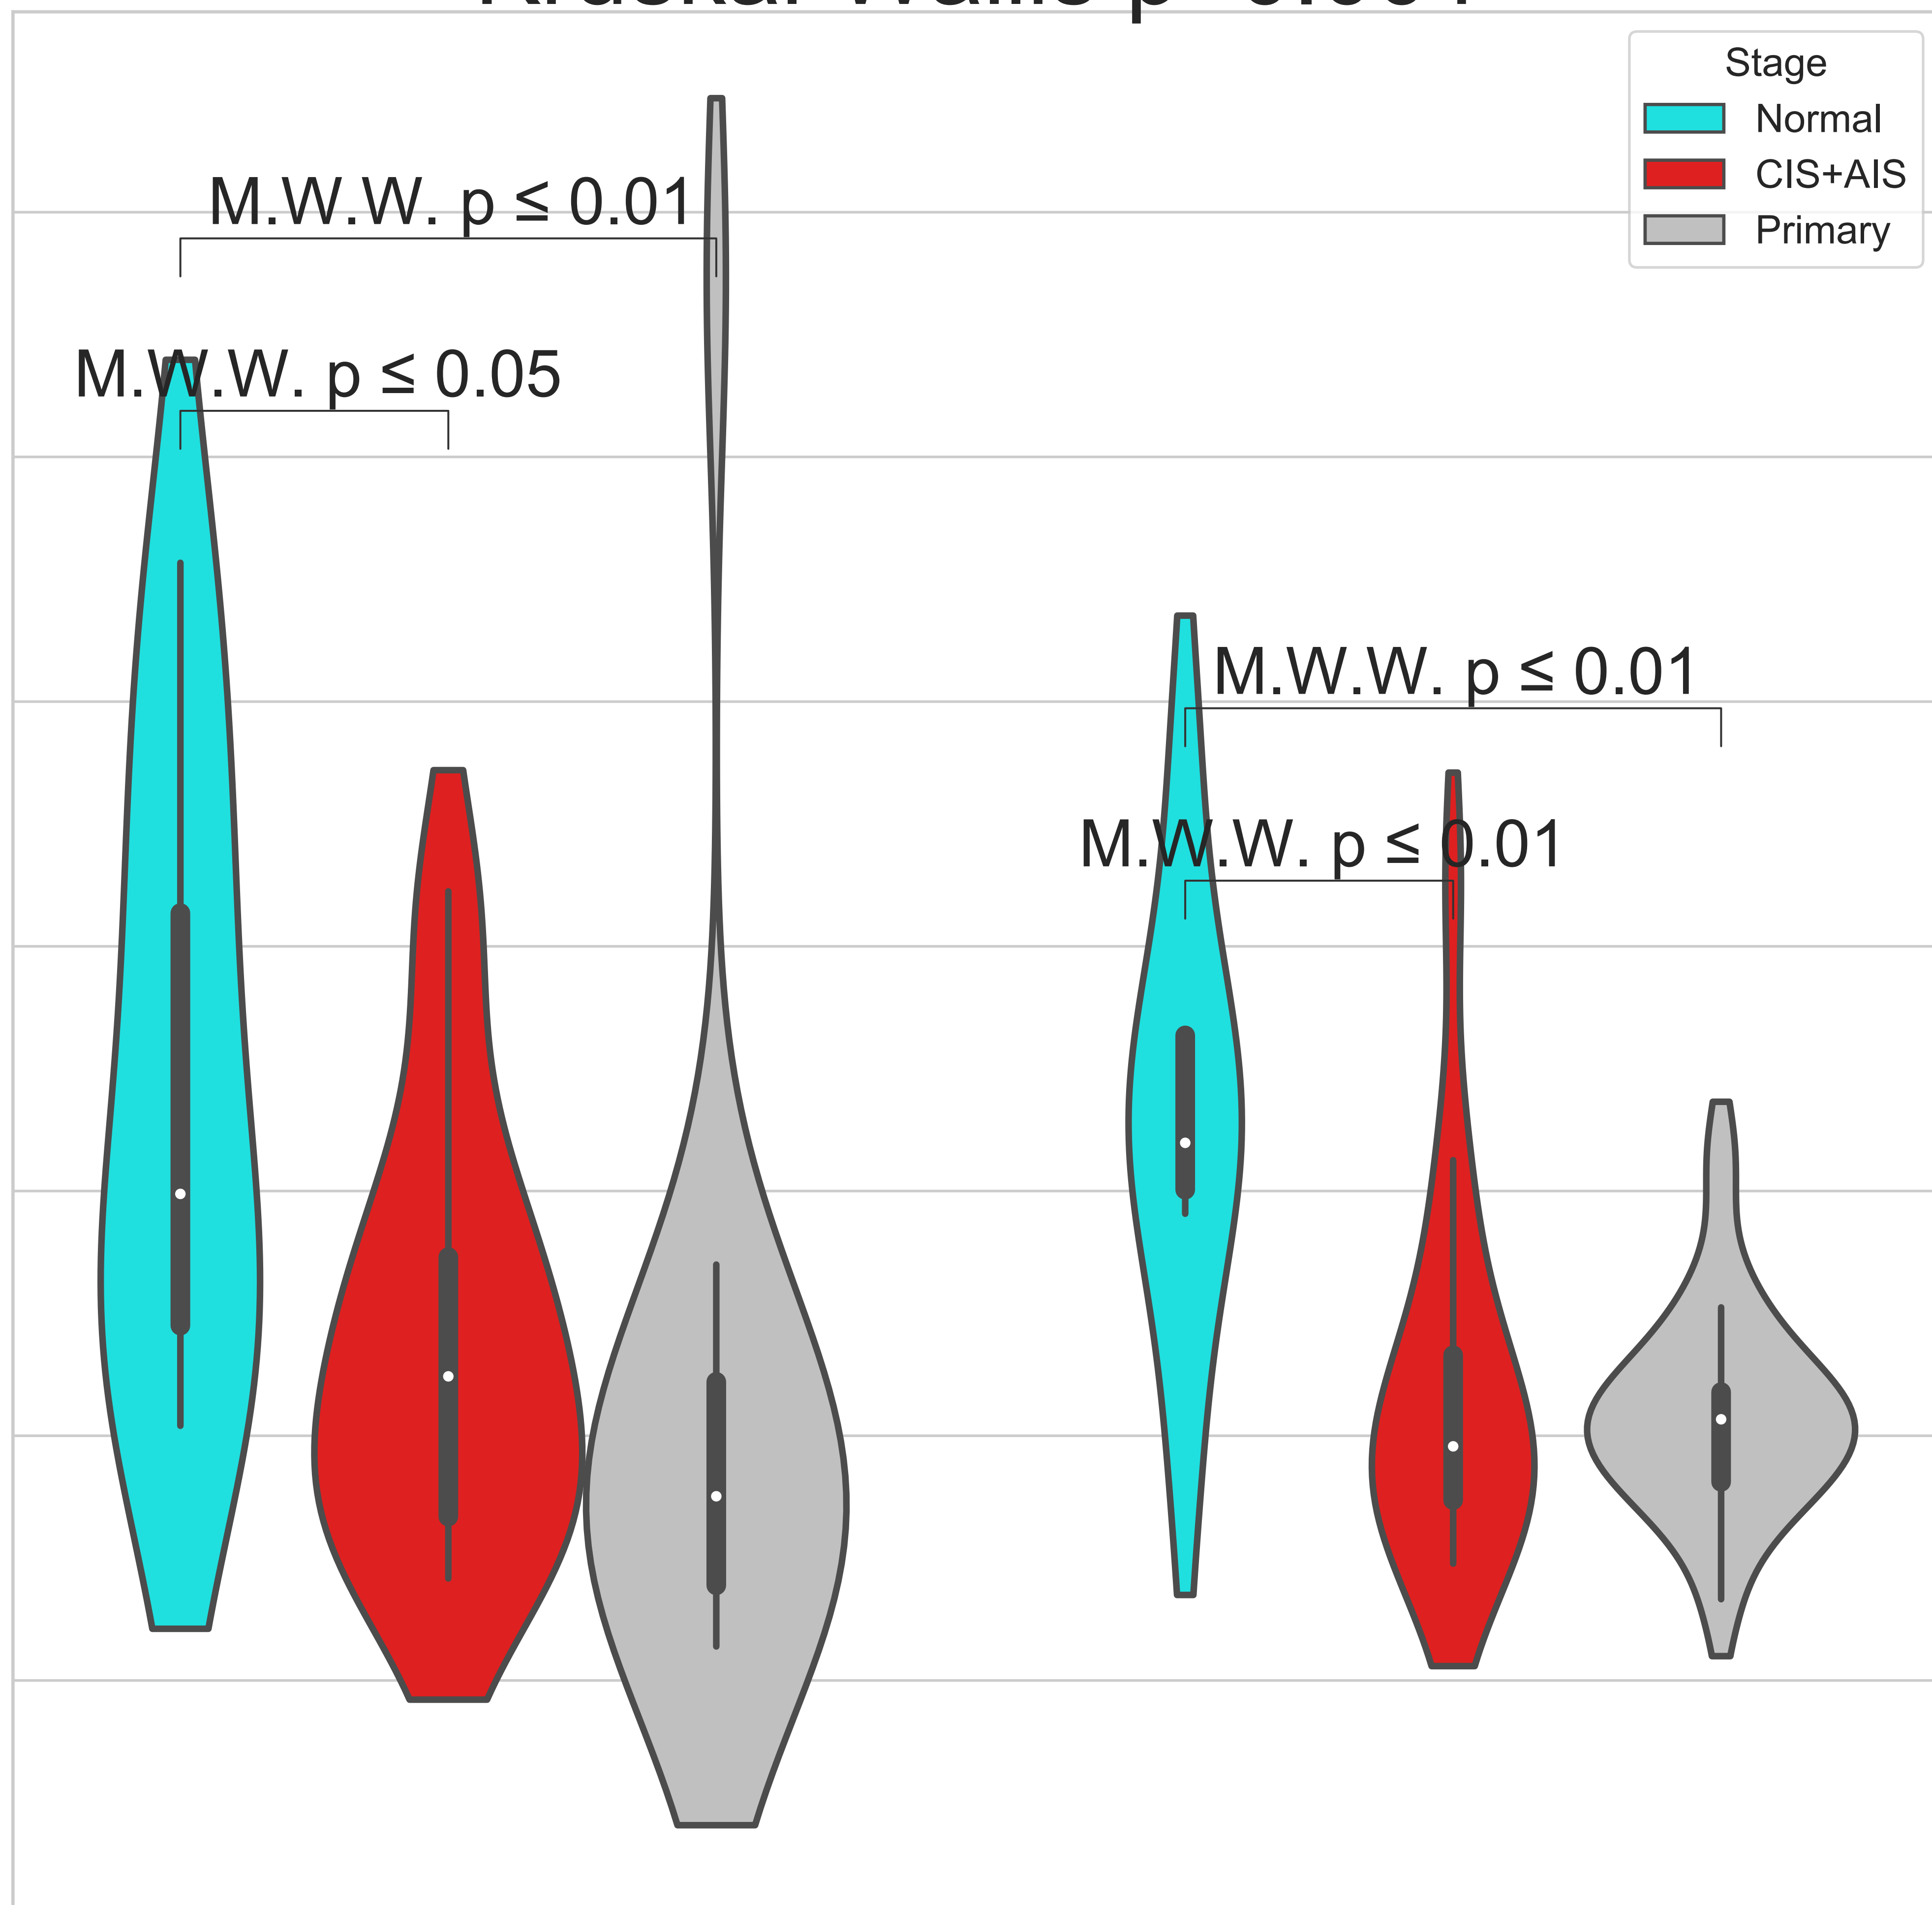 Stage
Normal
CIS+AIS
Primary
M.W.W. p ≤ 0.01
M.W.W. p ≤ 0.05
M.W.W. p ≤ 0.01
M.W.W. p ≤ 0.01